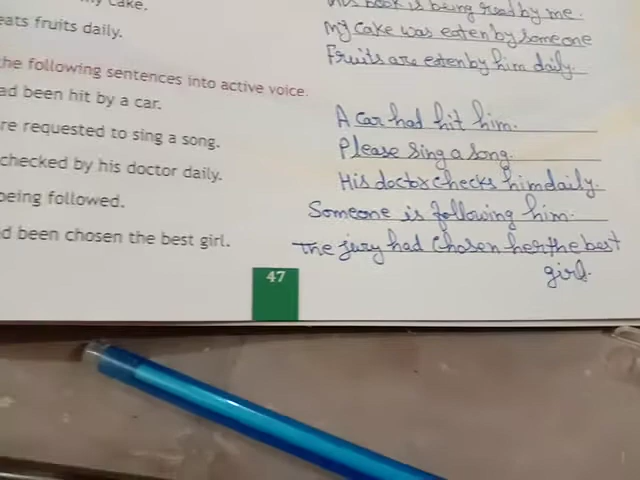 my cake.
This book is being read by me.
eats fruits daily.
My cake was eaten by someone
Fruits are eaten by him daily.
the following sentences into active voice.
ad been hit by a car.
A car had hit him.
re requested to sing a song.
Please sing a song.
checked by his doctor daily.
His doctor checks him daily.
being followed.
Someone is following him.
d been chosen the best girl.
The jury had chosen her the best
girl.
47